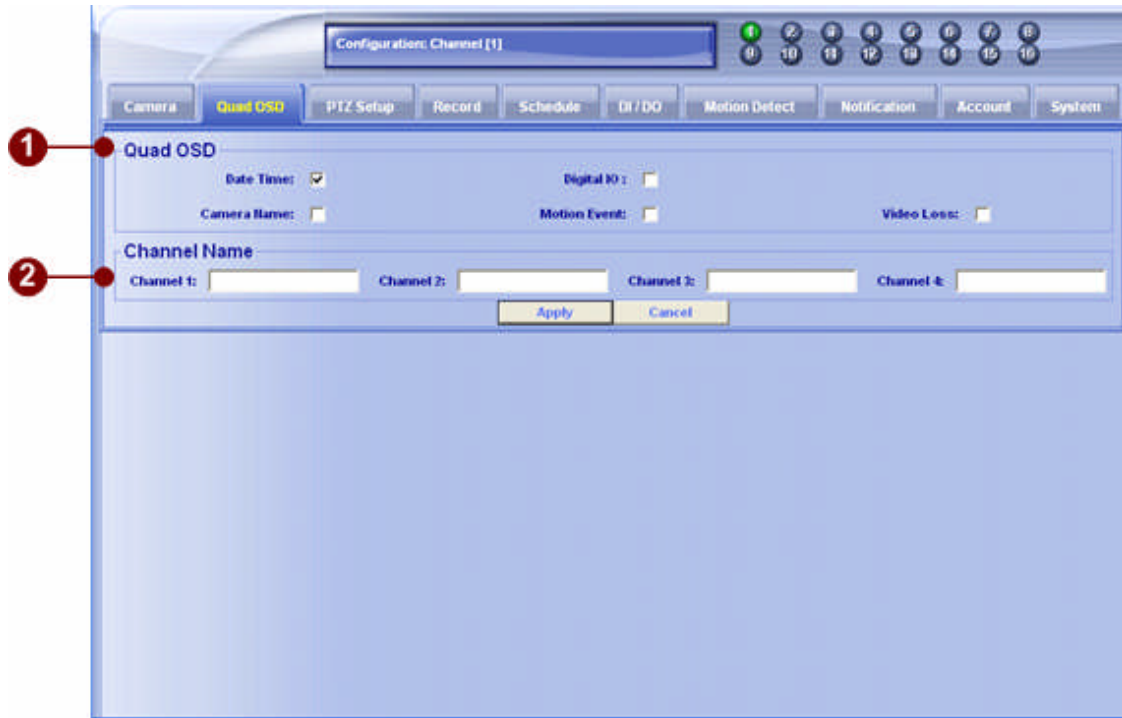 Configuration: Channel [1]
1 2 3 4 5 6 7 8
9 10 11 12 13 14 15 16
Camera Quad OSD PTZ Setup Record Schedule DI / DO Motion Detect Notification Account System
1
Quad OSD
Date Time: Digital IO :
Camera Name: Motion Event: Video Loss:
2
Channel Name
Channel 1: Channel 2: Channel 3: Channel 4:
Apply Cancel